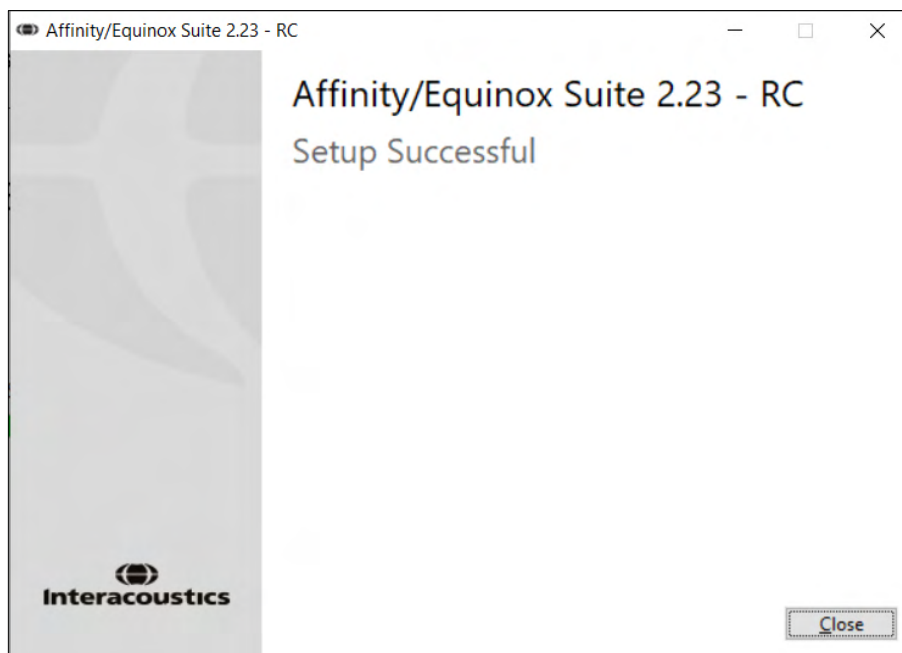 Affinity/Equinox Suite 2.23 - RC
Affinity/Equinox Suite 2.23 - RC
Setup Successful
Interacoustics
Close